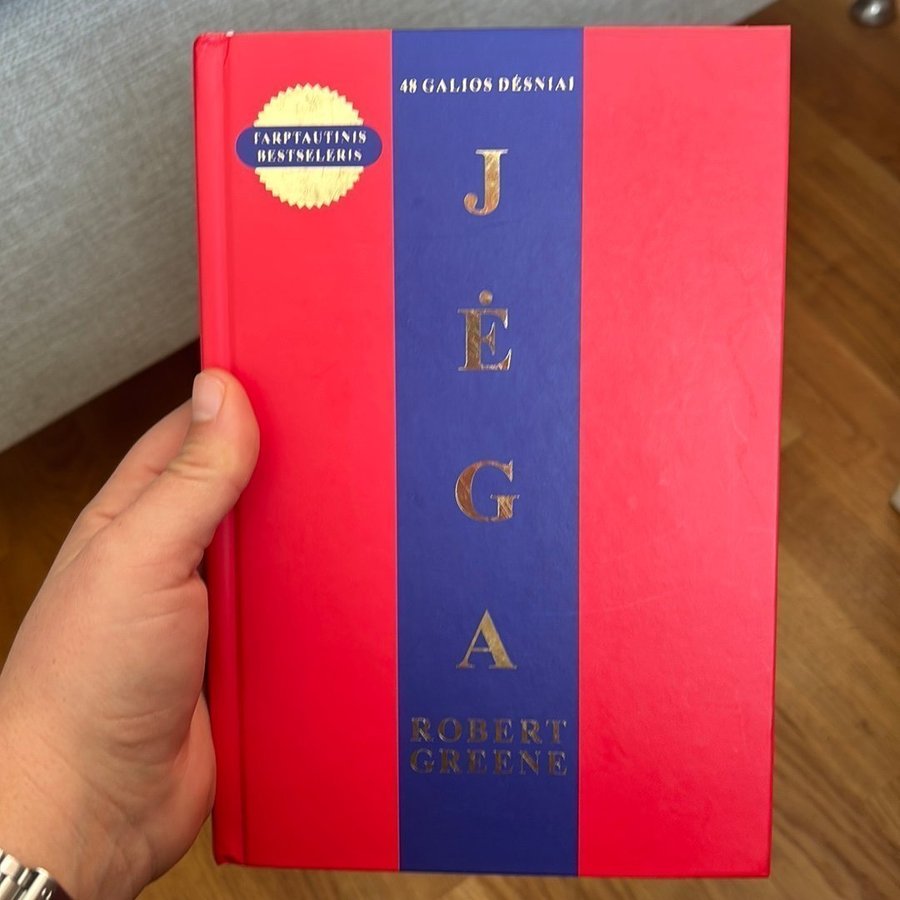 48 GALIOS DĖSNIAI
TARPTAUTINIS
BESTSELERIS
J
Ė
G
A
ROBERT
GREENE